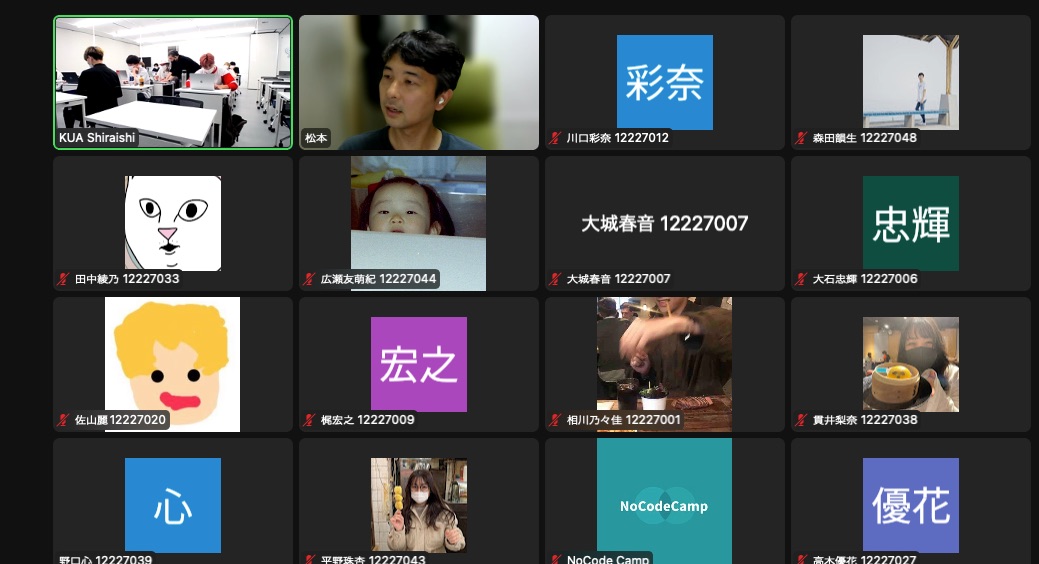 KUA Shiraishi
松本
彩奈
川口彩奈 12227012
森田韻生 12227048
田中綾乃 12227033
広瀬友萌紀 12227044
大城春音 12227007
大城春音 12227007
忠輝
大石忠輝 12227006
佐山麗 12227020
宏之
梶宏之 12227009
相川乃々佳 12227001
貫井梨奈 12227038
心
野口心 12227039
平野珠杏 12227043
NoCodeCamp
NoCode Camp
優花
高木優花 12227027